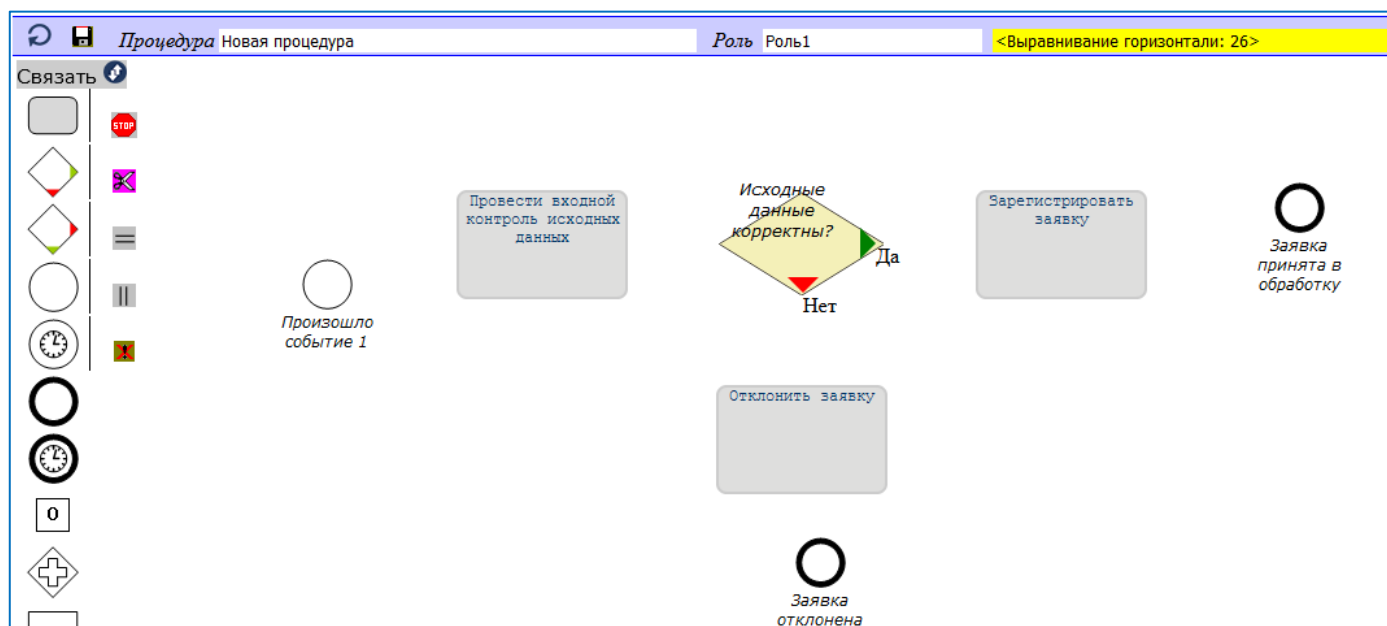 Процедура Новая процедура Роль Роль1 <Выравнивание горизонтали: 26>
Связать
STOP
Провести входной
контроль исходных
данных
Исходные
данные
корректны?
Да
Нет
Зарегистрировать
заявку
Заявка
принята в
обработку
Произошло
событие 1
Отклонить заявку
O
Заявка
отклонена